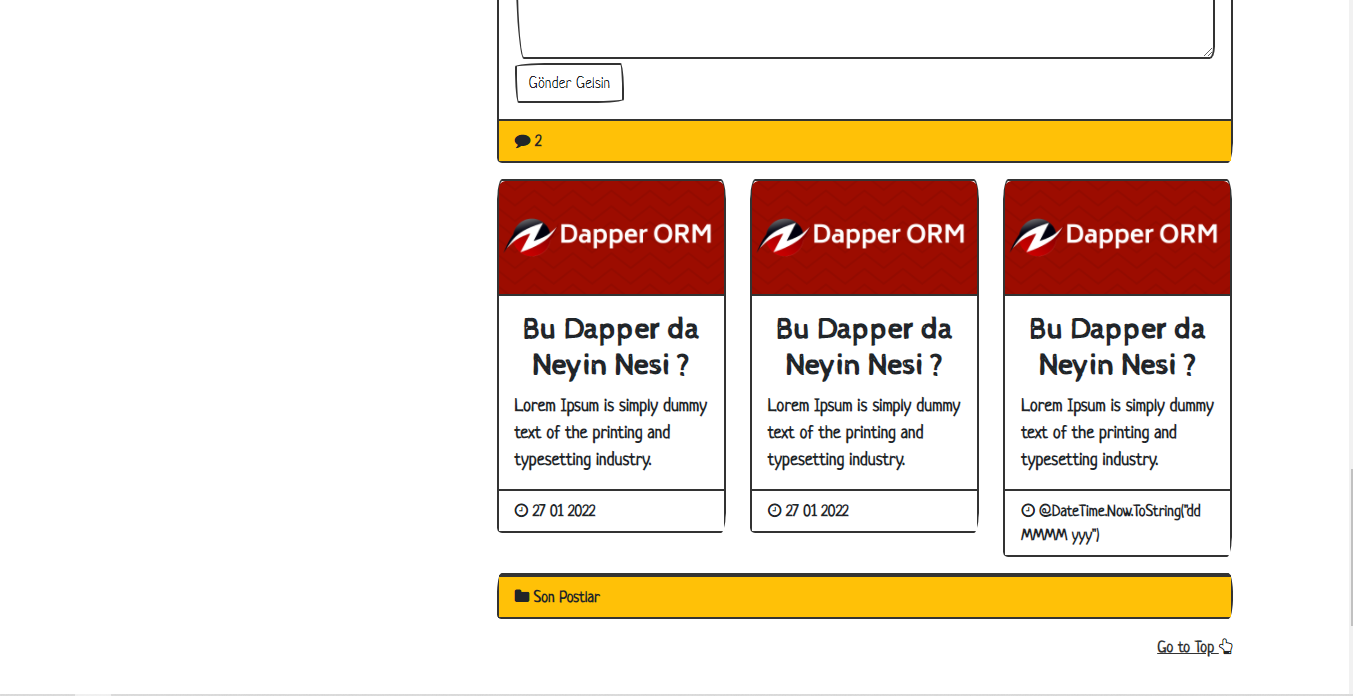 Gönder Gelsin
2
Dapper ORM
Dapper ORM
Dapper ORM
Bu Dapper da
Neyin Nesi ?
Lorem Ipsum is simply dummy
text of the printing and
typesetting industry.
27 01 2022
Bu Dapper da
Neyin Nesi ?
Lorem Ipsum is simply dummy
text of the printing and
typesetting industry.
27 01 2022
Bu Dapper da
Neyin Nesi ?
Lorem Ipsum is simply dummy
text of the printing and
typesetting industry.
@DateTime.Now.ToString("dd
MMMM yyy")
Son Postlar
Go to Top